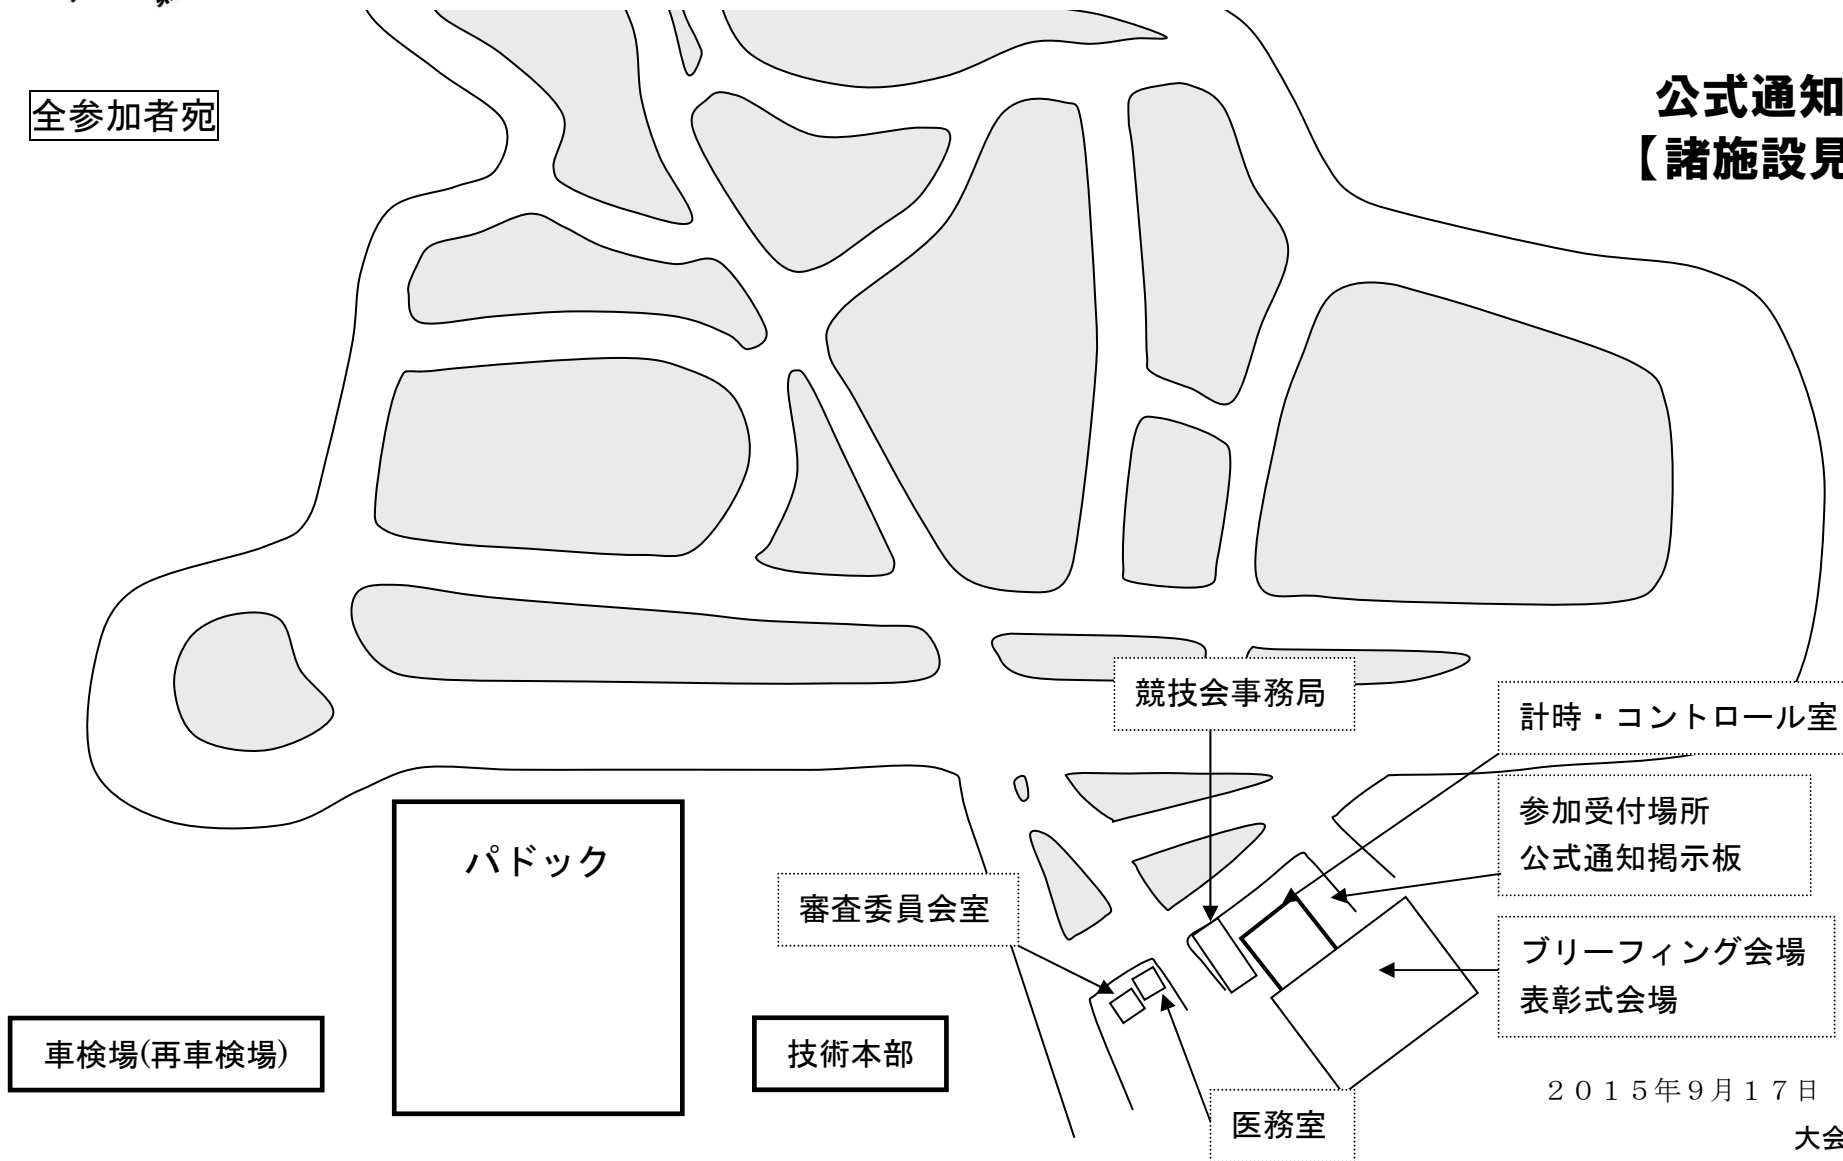 全参加者宛
公式通知
【諸施設見
競技会事務局
計時・コントロール室
参加受付場所
公式通知掲示板
パドック
審査委員会室
ブリーフィング会場
表彰式会場
車検場(再車検場)
技術本部
医務室
２０１５年９月１７日
大会